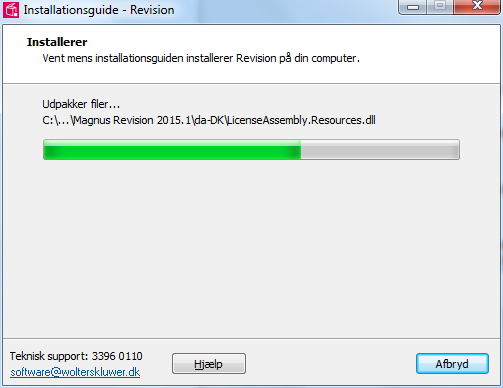 Installationsguide - Revision
Installerer
Vent mens installationsguiden installerer Revision på din computer.
Udpakker filer...
C:\...\Magnus Revision 2015.1\da-DK\LicenseAssembly.Resources.dll
Teknisk support: 3396 0110
software@wolterskluwer.dk
Hjælp
Afbryd